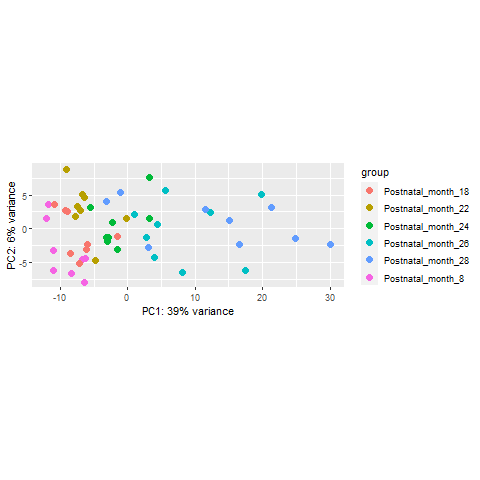 PC2: 6% variance
5
0
-5
-10
0
10
20
30
PC1: 39% variance
group
Postnatal_month_18
Postnatal_month_22
Postnatal_month_24
Postnatal_month_26
Postnatal_month_28
Postnatal_month_8